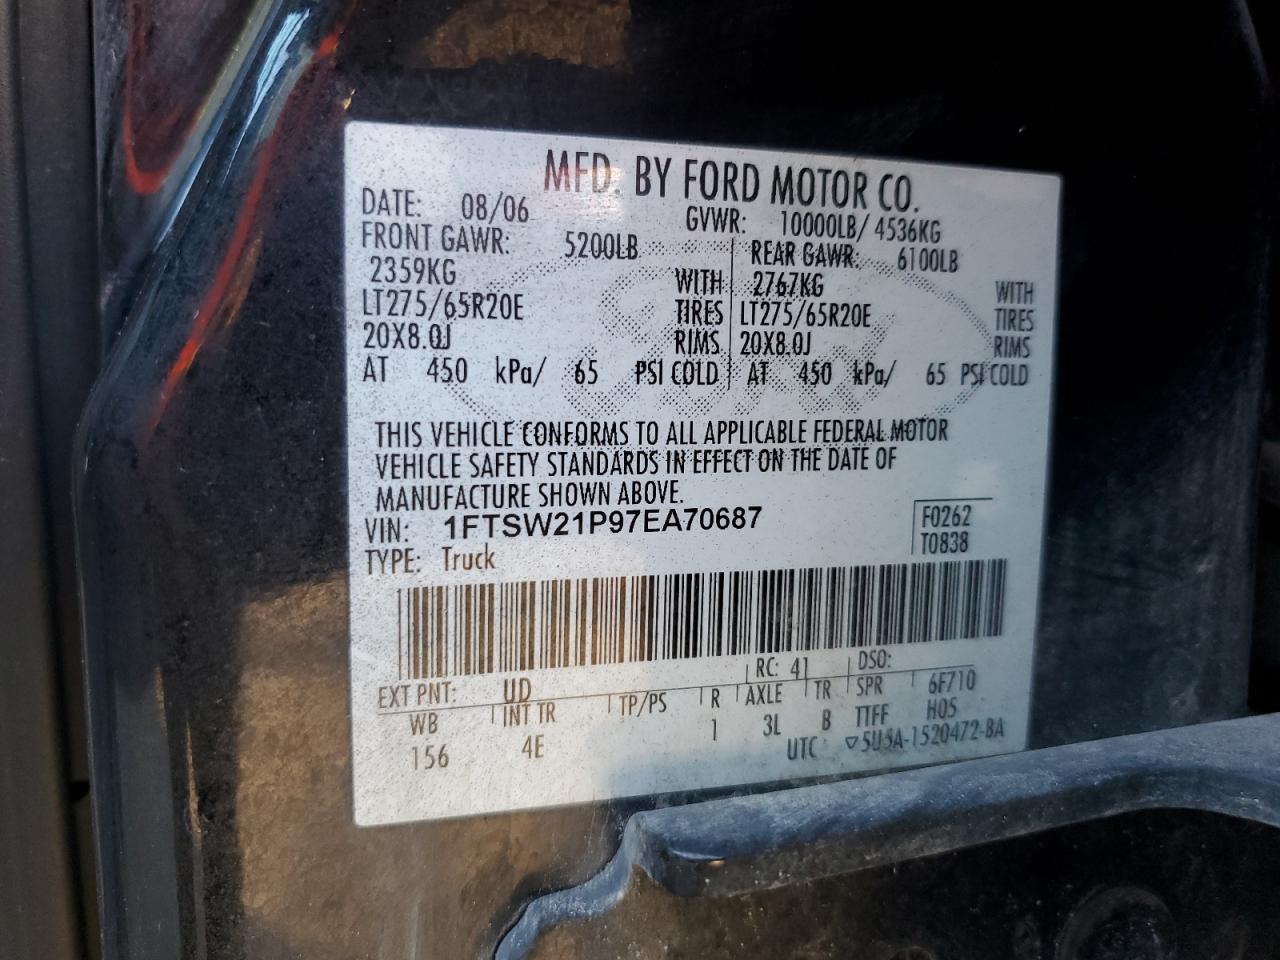 MFD. BY FORD MOTOR CO.
DATE: 08/06 GVWR: 10000LB/ 4536KG
FRONT GAWR: 5200LB REAR GAWR: 6100LB
2359KG WITH 2767KG WITH
LT275/65R20E TIRES LT275/65R20E TIRES
20X8.0J RIMS 20X8.0J RIMS
AT 450 kPa/ 65 PSI COLD AT 450 kPa/ 65 PSI COLD
THIS VEHICLE CONFORMS TO ALL APPLICABLE FEDERAL MOTOR
VEHICLE SAFETY STANDARDS IN EFFECT ON THE DATE OF
MANUFACTURE SHOWN ABOVE.
VIN: 1FTSW21P97EA70687 F0262
TYPE: Truck T0838
EXT PNT: UD RC: 41 DSO:
WB INT TR TP/PS R AXLE TR SPR 6F710
156 4E 1 3L B TTFF H05
UTC ▽5U5A-1520472-BA